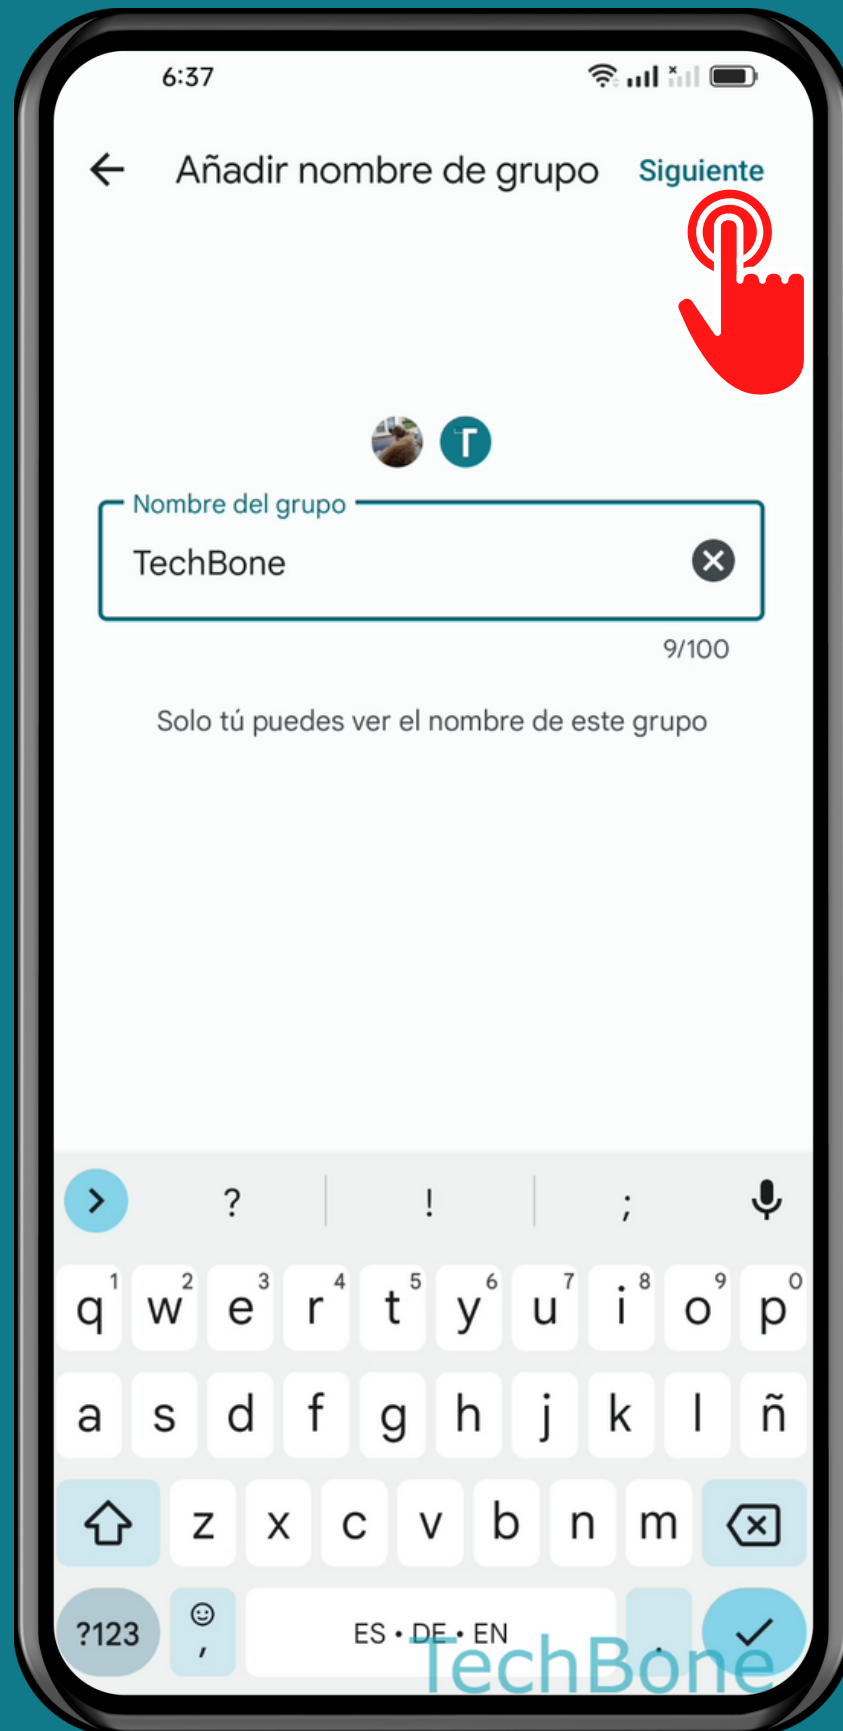 6:37
Añadir nombre de grupo Siguiente
T
Nombre del grupo
TechBone
9/100
Solo tú puedes ver el nombre de este grupo
? ! ;
q1 w2 e3 r4 t5 y6 u7 i8 o9 p0
a s d f g h j k l ñ
z x c v b n m
?123 , ES • DE • EN .
TechBone